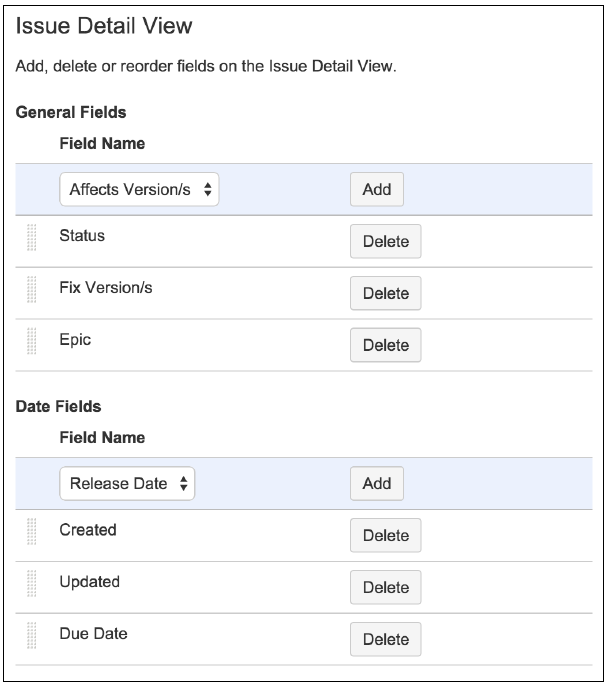 Issue Detail View
Add, delete or reorder fields on the Issue Detail View.
General Fields
Field Name
Affects Version/s Add
Status Delete
Fix Version/s Delete
Epic Delete
Date Fields
Field Name
Release Date Add
Created Delete
Updated Delete
Due Date Delete